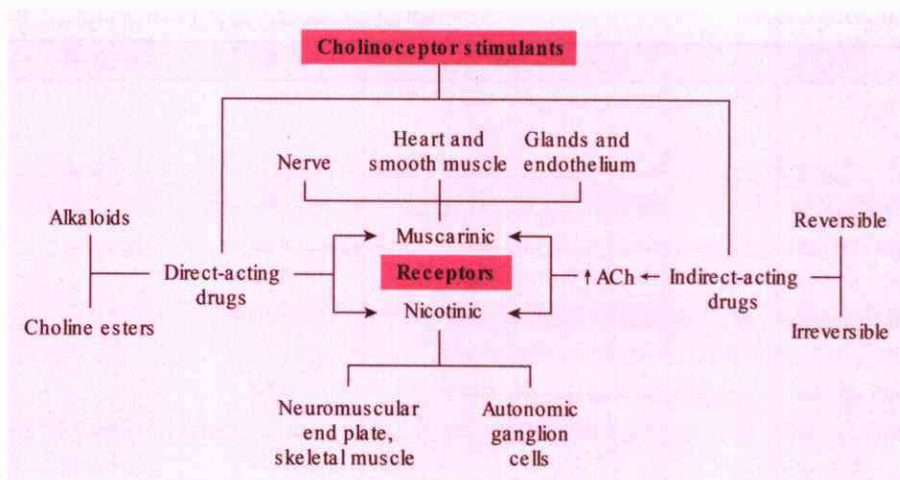 Cholinoceptor stimulants
Nerve
Heart and
smooth muscle
Glands and
endothelium
Alkaloids
Choline esters
Direct-acting
drugs
Muscarinic
Receptors
Nicotinic
↑ ACh
Indirect-acting
drugs
Reversible
Irreversible
Neuromuscular
end plate,
skeletal muscle
Autonomic
ganglion
cells